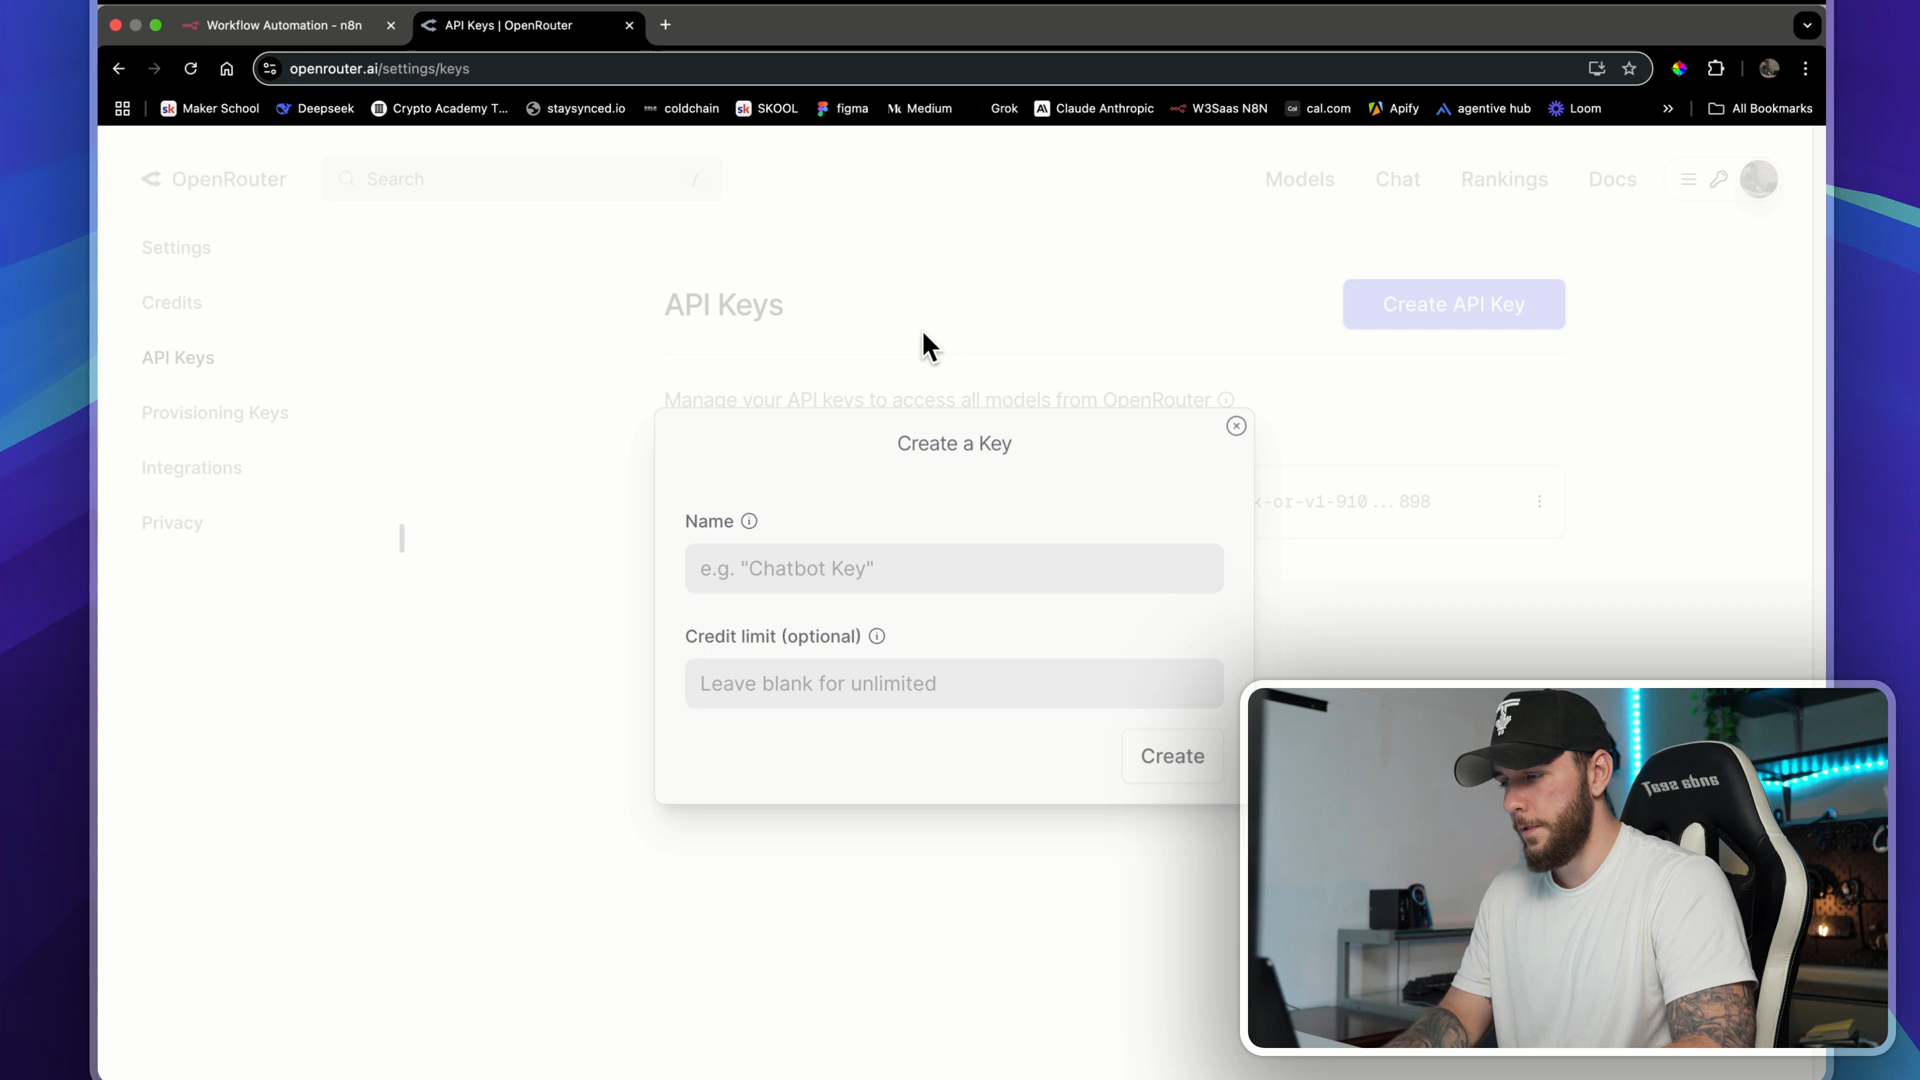 Workflow Automation - n8n
API Keys | OpenRouter
openrouter.ai/settings/keys
Maker School
Deepseek
Crypto Academy T...
staysynced.io
coldchain
SKOOL
figma
Medium
Grok
Claude Anthropic
W3Saas N8N
cal.com
Apify
agentive hub
Loom
All Bookmarks
OpenRouter
Search
/
Models
Chat
Rankings
Docs
Settings
Credits
API Keys
Provisioning Keys
Integrations
Privacy
API Keys
Create API Key
Manage your API keys to access all models from OpenRouter
k-or-v1-910...898
Create a Key
Name
e.g. "Chatbot Key"
Credit limit (optional)
Leave blank for unlimited
Create